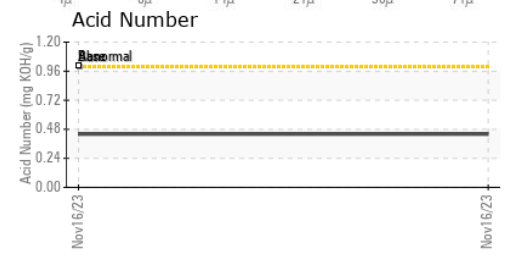 Acid Number
Acid Number (mg KOH/g)
1.20
0.96
0.72
0.48
0.24
0.00
Abnormal
Nov16/23
Nov16/23